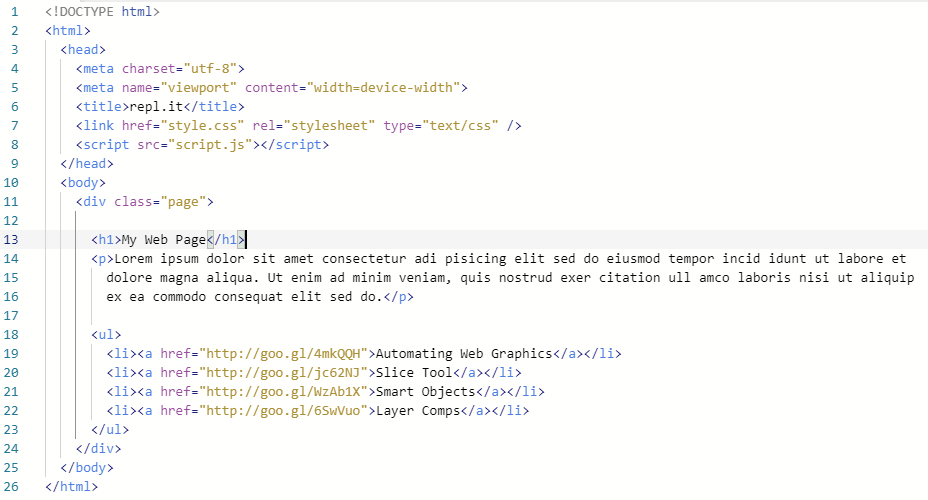 1 <!DOCTYPE html>
2 <html>
3 <head>
4 <meta charset="utf-8">
5 <meta name="viewport" content="width=device-width">
6 <title>repl.it</title>
7 <link href="style.css" rel="stylesheet" type="text/css" />
8 <script src="script.js"></script>
9 </head>
10 <body>
11 <div class="page">
12
13 <h1>My Web Page</h1>
14 <p>Lorem ipsum dolor sit amet consectetur adi pisicing elit sed do eiusmod tempor incid idunt ut labore et
15 dolore magna aliqua. Ut enim ad minim veniam, quis nostrud exer citation ull amco laboris nisi ut aliquip
16 ex ea commodo consequat elit sed do.</p>
17
18 <ul>
19 <li><a href="http://goo.gl/4mkQQH">Automating Web Graphics</a></li>
20 <li><a href="http://goo.gl/jc62NJ">Slice Tool</a></li>
21 <li><a href="http://goo.gl/WzAb1X">Smart Objects</a></li>
22 <li><a href="http://goo.gl/6SwVuo">Layer Comps</a></li>
23 </ul>
24 </div>
25 </body>
26 </html>